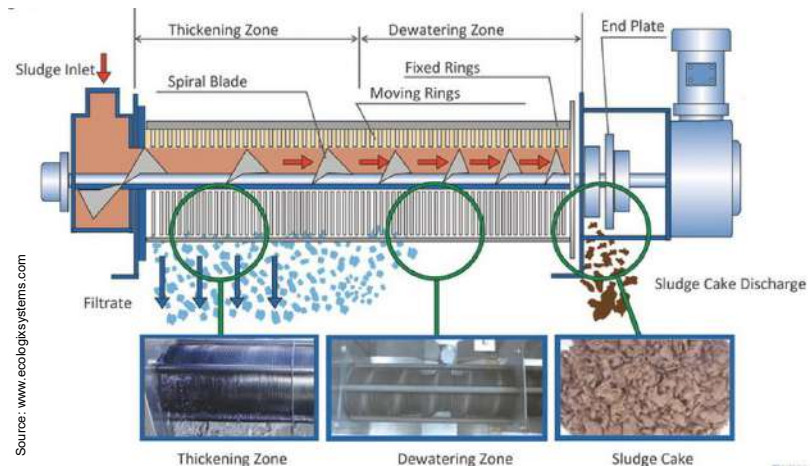 Thickening Zone
Dewatering Zone
End Plate
Sludge Inlet
Fixed Rings
Spiral Blade
Moving Rings
Filtrate
Sludge Cake Discharge
Source: www.ecologixsystems.com
Thickening Zone
Dewatering Zone
Sludge Cake